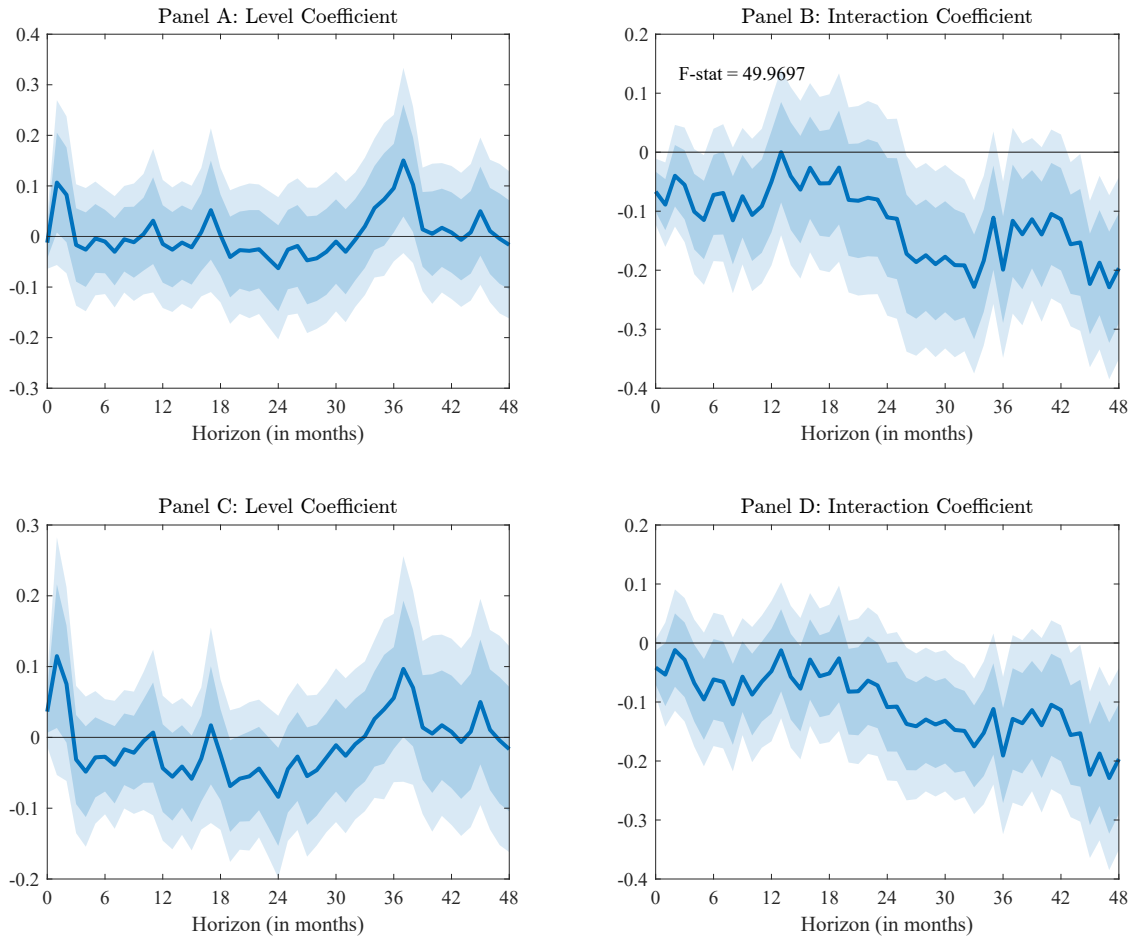 Panel A: Level Coefficient
0.4
0.3
0.2
0.1
0
-0.1
-0.2
-0.3
0 6 12 18 24 30 36 42 48
Horizon (in months)
Panel B: Interaction Coefficient
F-stat = 49.9697
0.2
0.1
0
-0.1
-0.2
-0.3
-0.4
0 6 12 18 24 30 36 42 48
Horizon (in months)
Panel C: Level Coefficient
0.3
0.2
0.1
0
-0.1
-0.2
0 6 12 18 24 30 36 42 48
Horizon (in months)
Panel D: Interaction Coefficient
0.2
0.1
0
-0.1
-0.2
-0.3
-0.4
0 6 12 18 24 30 36 42 48
Horizon (in months)